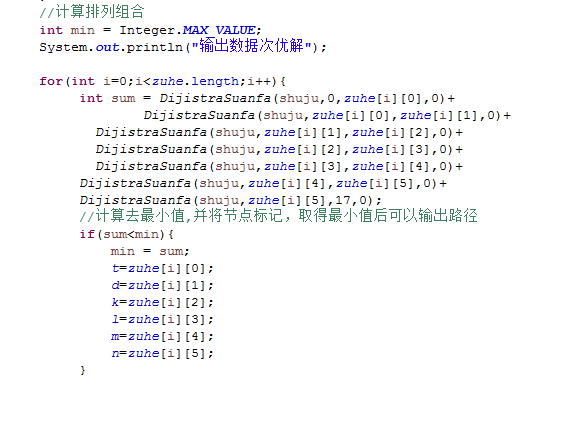 //计算排列组合
int min = Integer.MAX_VALUE;
System.out.println("输出数据次优解");
for(int i=0;i<zuhe.length;i++){
int sum = DijistraSuanfa(shuju,0,zuhe[i][0],0)+
DijistraSuanfa(shuju,zuhe[i][0],zuhe[i][1],0)+
DijistraSuanfa(shuju,zuhe[i][1],zuhe[i][2],0)+
DijistraSuanfa(shuju,zuhe[i][2],zuhe[i][3],0)+
DijistraSuanfa(shuju,zuhe[i][3],zuhe[i][4],0)+
DijistraSuanfa(shuju,zuhe[i][4],zuhe[i][5],0)+
DijistraSuanfa(shuju,zuhe[i][5],17,0);
//计算去最小值,并将节点标记，取得最小值后可以输出路径
if(sum<min){
min = sum;
t=zuhe[i][0];
d=zuhe[i][1];
k=zuhe[i][2];
l=zuhe[i][3];
m=zuhe[i][4];
n=zuhe[i][5];
}